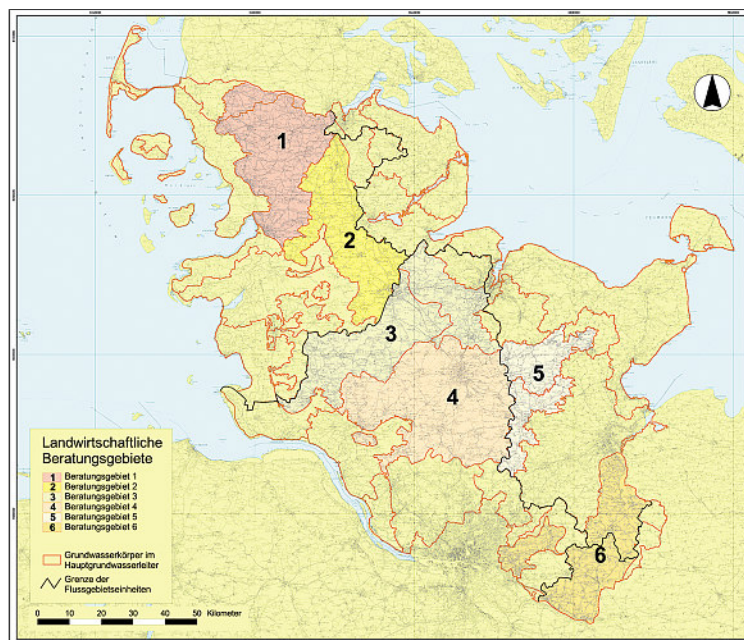 1
2
3
4
5
6
Landwirtschaftliche
Beratungsgebiete
1 Beratungsgebiet 1
2 Beratungsgebiet 2
3 Beratungsgebiet 3
4 Beratungsgebiet 4
5 Beratungsgebiet 5
6 Beratungsgebiet 6
Grundwasserkörper im
Hauptgrundwasserleiter
Grenze der
Flussgebietseinheiten
0 10 20 30 40 50 Kilometer